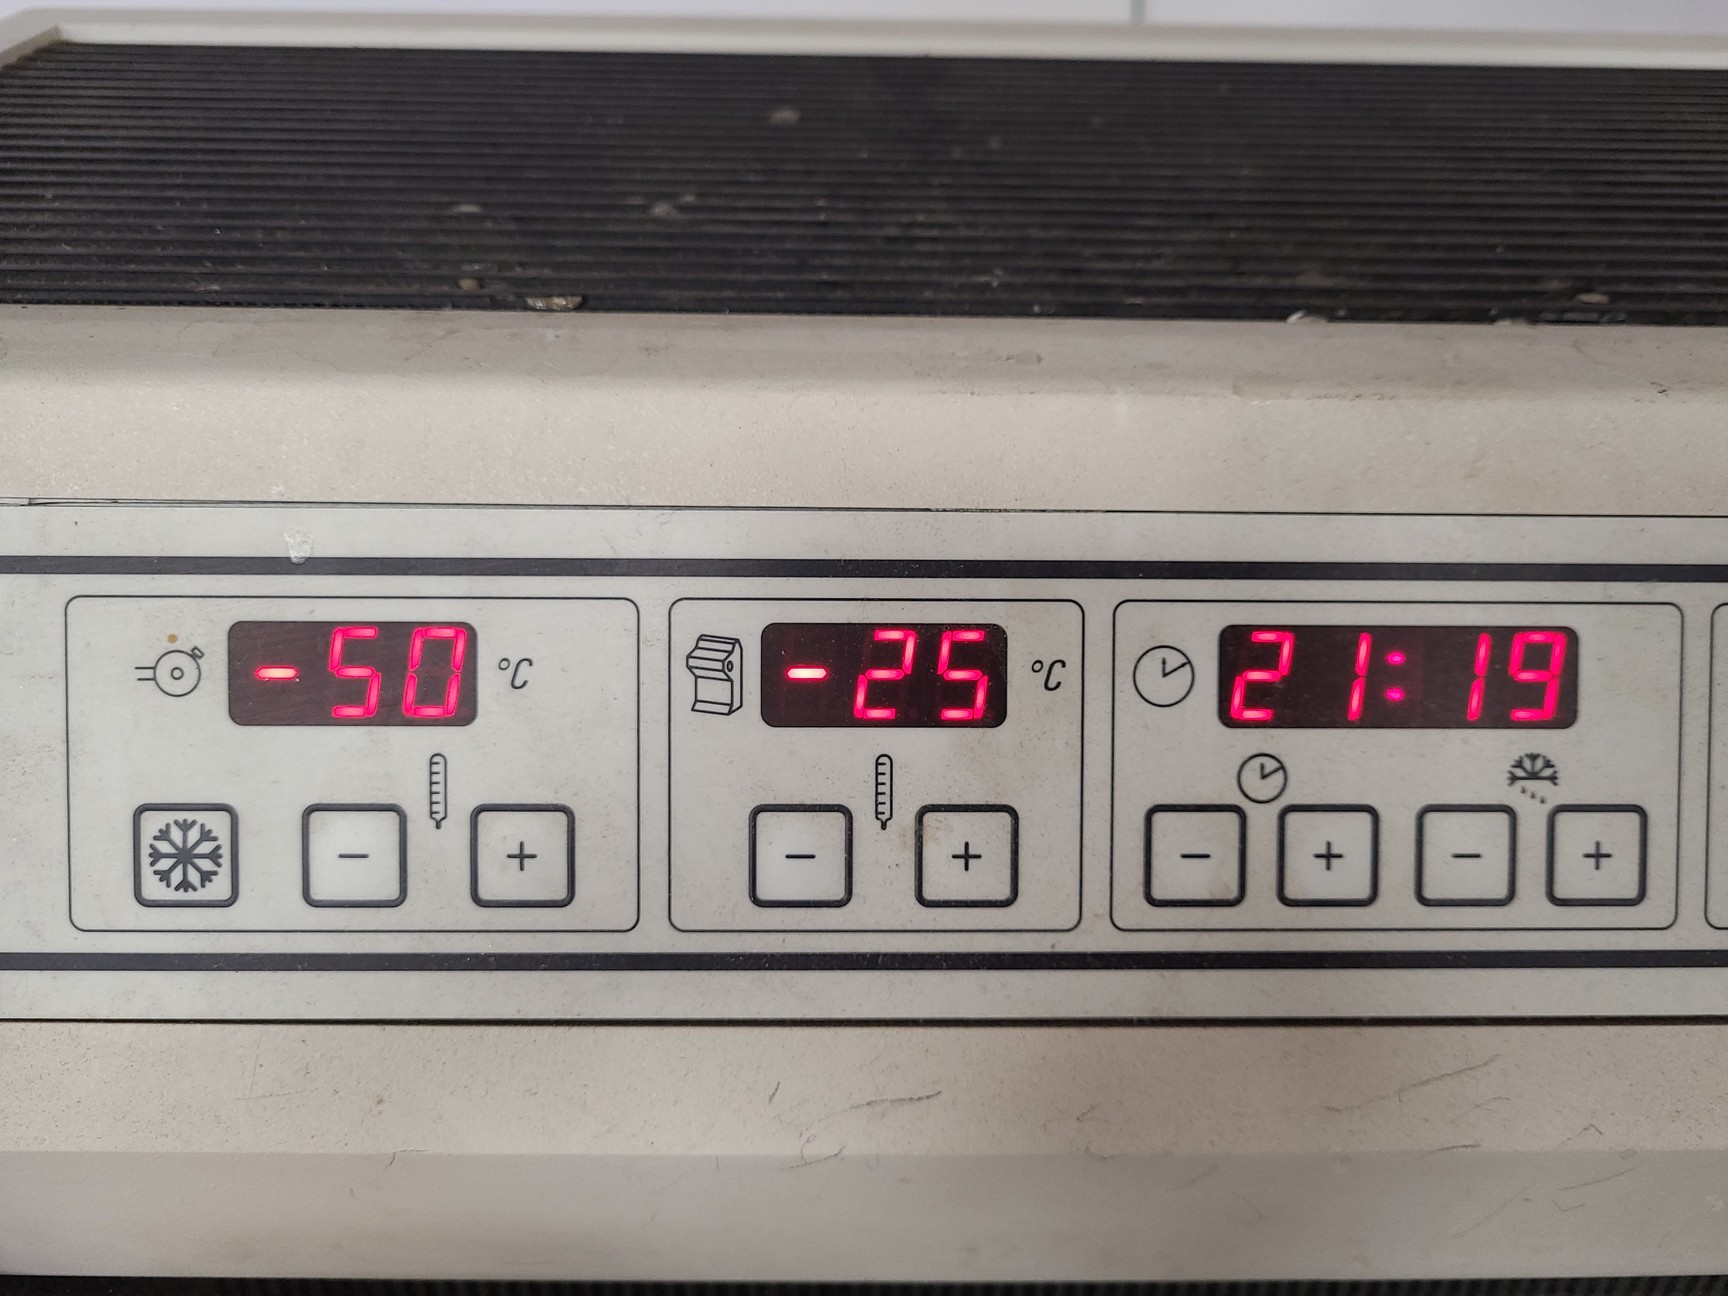 -50 °C
-25 °C
21:19
- +
- +
- + - +